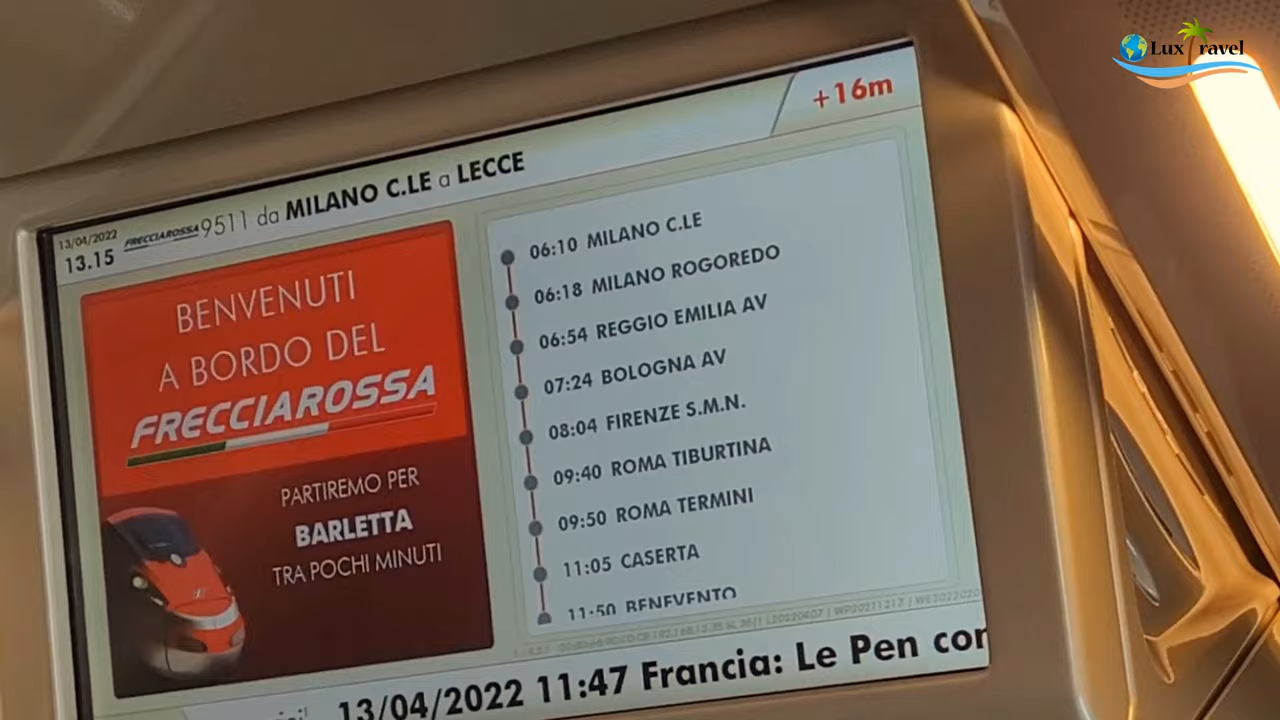 Lux Travel
+16m
13/04/2022
13.15
FRECCIAROSSA 9511 da MILANO C.LE a LECCE
BENVENUTI
A BORDO DEL
FRECCIAROSSA
PARTIREMO PER
BARLETTA
TRA POCHI MINUTI
06:10 MILANO C.LE
06:18 MILANO ROGOREDO
06:54 REGGIO EMILIA AV
07:24 BOLOGNA AV
08:04 FIRENZE S.M.N.
09:40 ROMA TIBURTINA
09:50 ROMA TERMINI
11:05 CASERTA
11:50 BENEVENTO
13/04/2022 11:47 Francia: Le Pen con